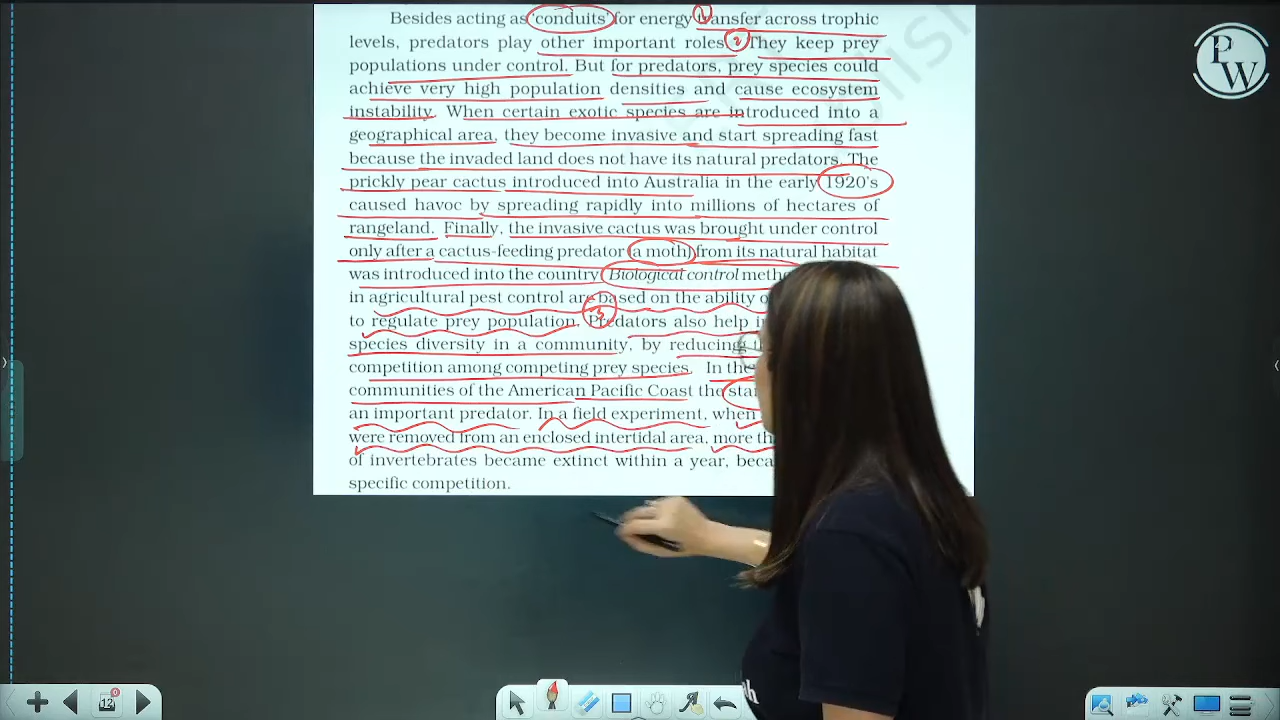 Besides acting as 'conduits' for energy transfer across trophic
levels, predators play other important roles. They keep prey
populations under control. But for predators, prey species could
achieve very high population densities and cause ecosystem
instability. When certain exotic species are introduced into a
geographical area, they become invasive and start spreading fast
because the invaded land does not have its natural predators. The
prickly pear cactus introduced into Australia in the early 1920's
caused havoc by spreading rapidly into millions of hectares of
rangeland. Finally, the invasive cactus was brought under control
only after a cactus-feeding predator (a moth) from its natural habitat
was introduced into the country. Biological control
in agricultural pest control are based on the ability
to regulate prey population. Predators also help
species diversity in a community, by reducing
competition among competing prey species. In the
communities of the American Pacific Coast the
an important predator. In a field experiment, when
were removed from an enclosed intertidal area, more
of invertebrates became extinct within a year,
specific competition.
1
2
3
PW
12
0